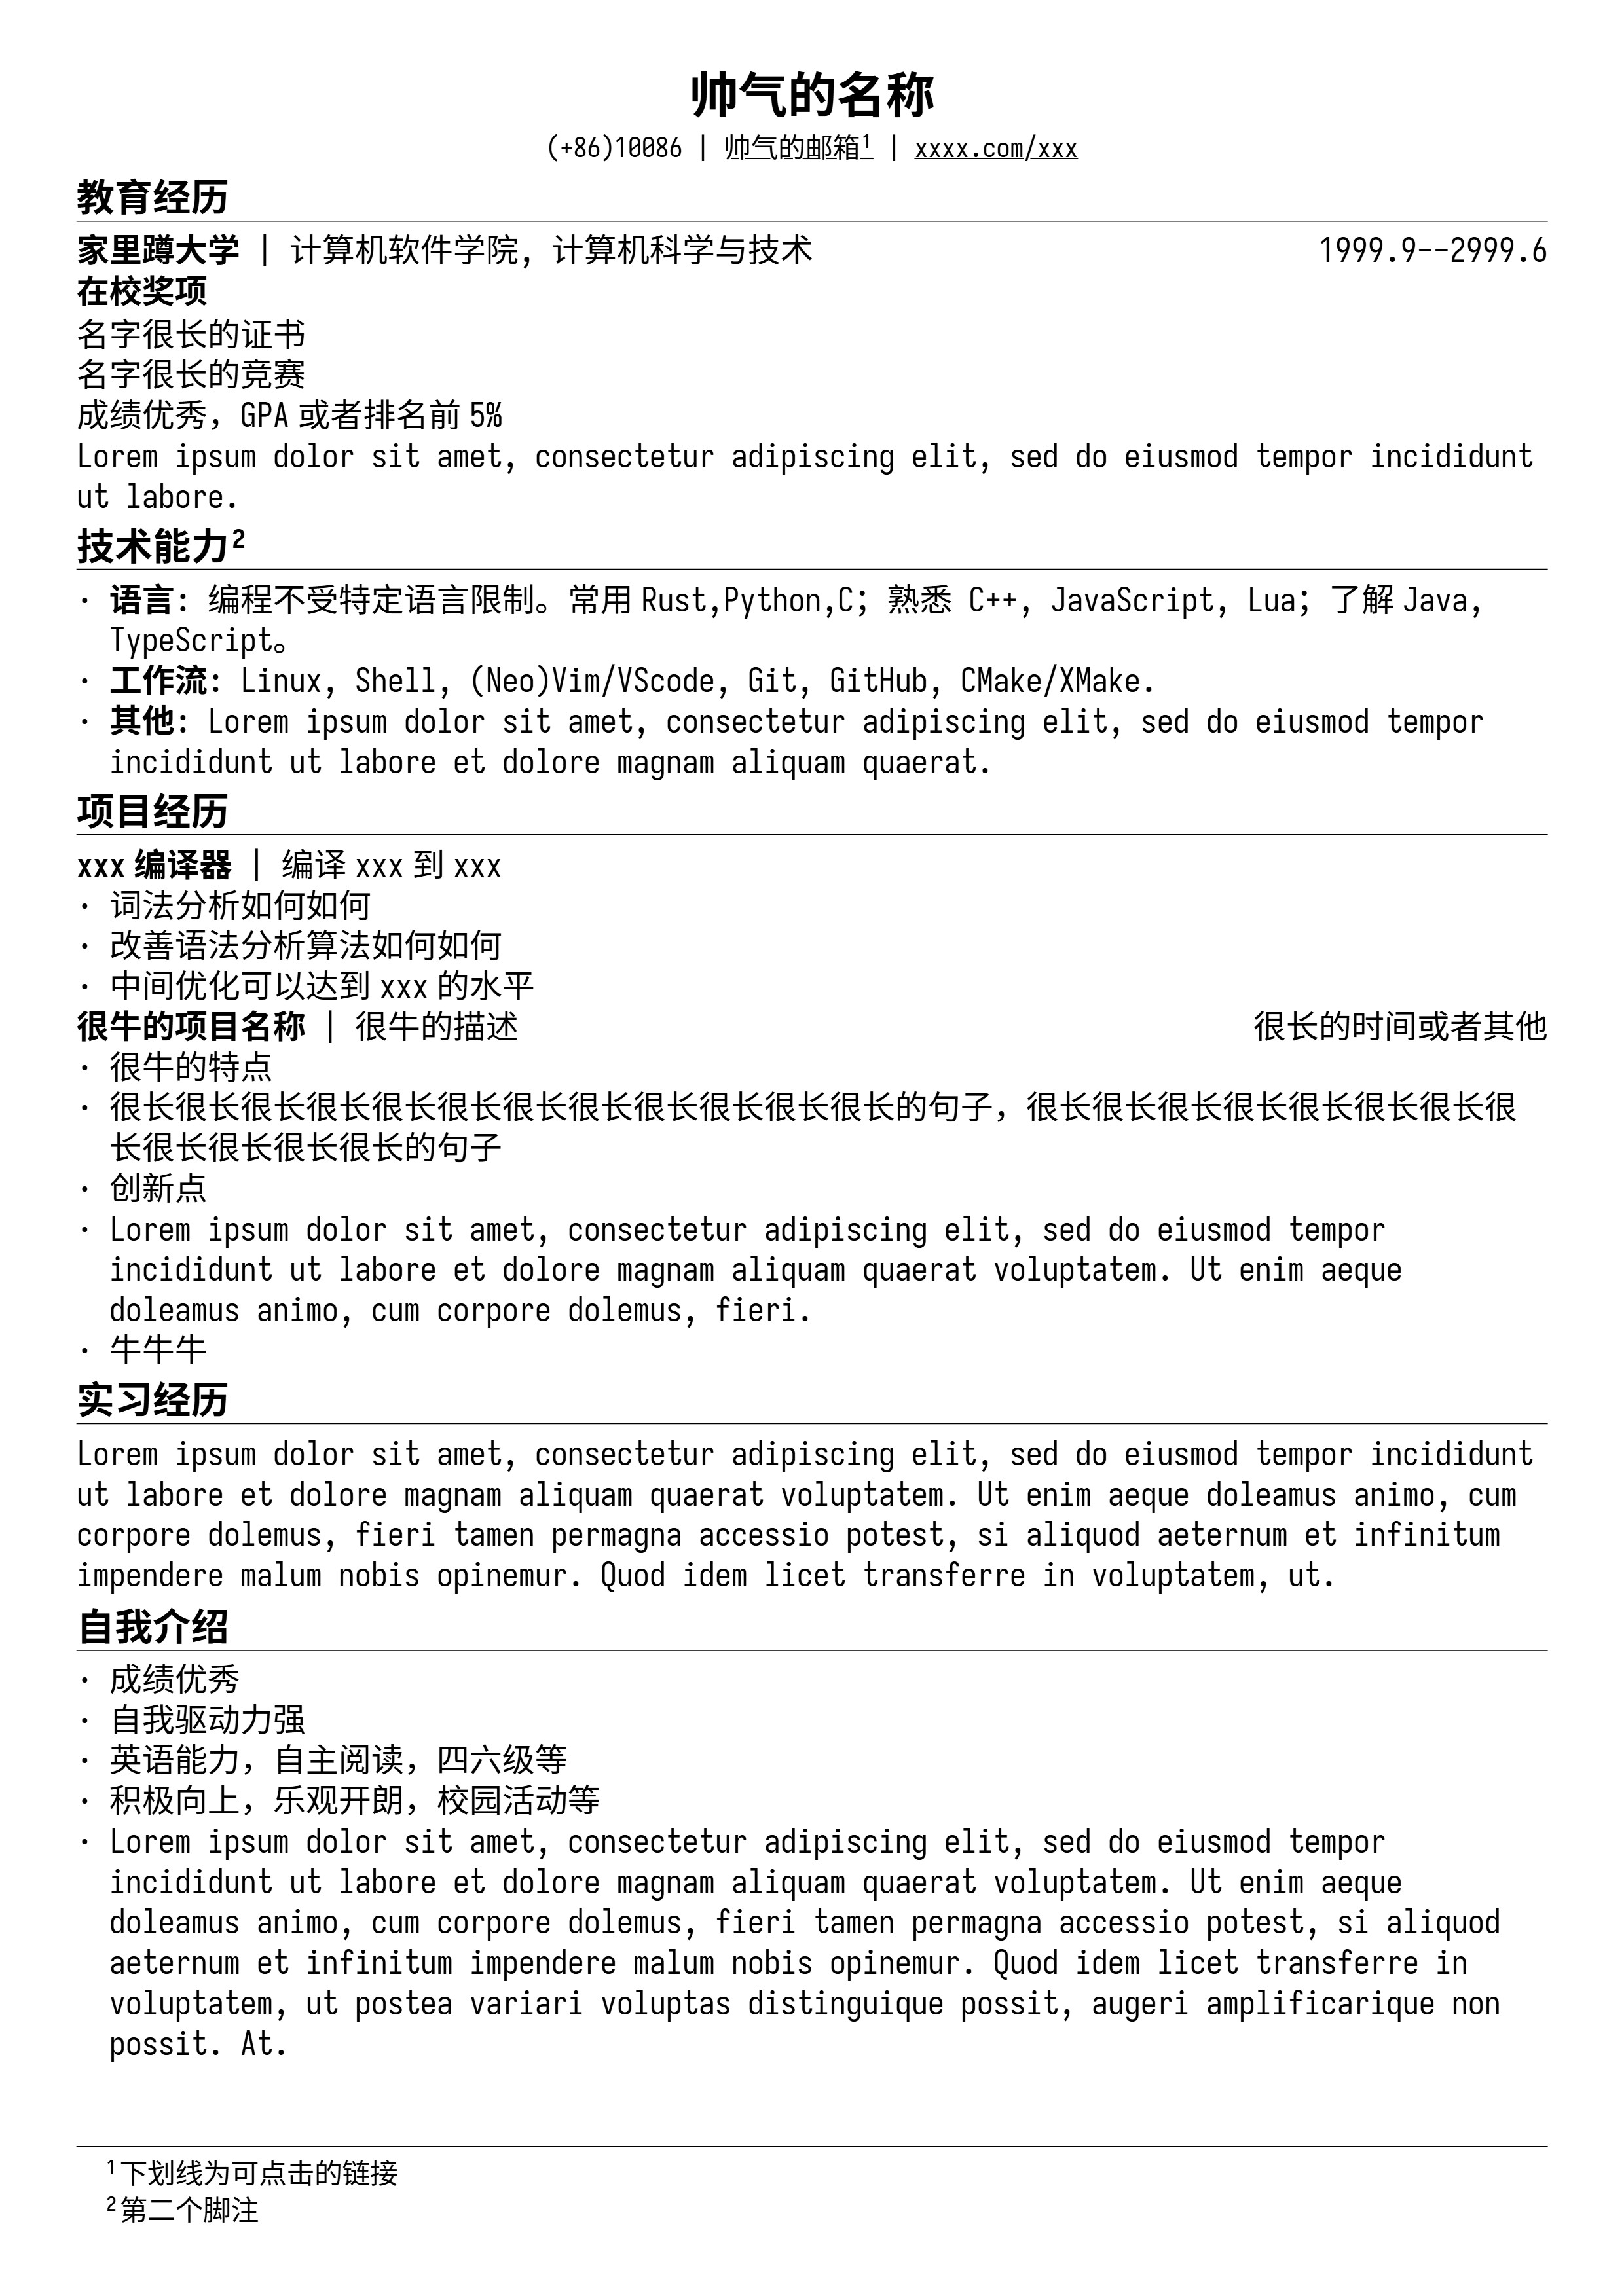 帅气的名称
(+86)10086 | 帅气的邮箱¹ | xxxx.com/xxx
教育经历
家里蹲大学 | 计算机软件学院，计算机科学与技术 1999.9--2999.6
在校奖项
名字很长的证书
名字很长的竞赛
成绩优秀，GPA 或者排名前 5%
Lorem ipsum dolor sit amet, consectetur adipiscing elit, sed do eiusmod tempor incididunt
ut labore.
技术能力²
· 语言：编程不受特定语言限制。常用 Rust,Python,C；熟悉 C++, JavaScript, Lua；了解 Java,
TypeScript。
· 工作流：Linux, Shell, (Neo)Vim/VScode, Git, GitHub, CMake/XMake.
· 其他：Lorem ipsum dolor sit amet, consectetur adipiscing elit, sed do eiusmod tempor
incididunt ut labore et dolore magnam aliquam quaerat.
项目经历
xxx 编译器 | 编译 xxx 到 xxx
· 词法分析如何如何
· 改善语法分析算法如何如何
· 中间优化可以达到 xxx 的水平
很牛的项目名称 | 很牛的描述 很长的时间或者其他
· 很牛的特点
· 很长很长很长很长很长很长很长很长很长很长很长很长的句子，很长很长很长很长很长很长很长很
长很长很长很长很长的句子
· 创新点
· Lorem ipsum dolor sit amet, consectetur adipiscing elit, sed do eiusmod tempor
incididunt ut labore et dolore magnam aliquam quaerat voluptatem. Ut enim aeque
doleamus animo, cum corpore dolemus, fieri.
· 牛牛牛
实习经历
Lorem ipsum dolor sit amet, consectetur adipiscing elit, sed do eiusmod tempor incididunt
ut labore et dolore magnam aliquam quaerat voluptatem. Ut enim aeque doleamus animo, cum
corpore dolemus, fieri tamen permagna accessio potest, si aliquod aeternum et infinitum
impendere malum nobis opinemur. Quod idem licet transferre in voluptatem, ut.
自我介绍
· 成绩优秀
· 自我驱动力强
· 英语能力，自主阅读，四六级等
· 积极向上，乐观开朗，校园活动等
· Lorem ipsum dolor sit amet, consectetur adipiscing elit, sed do eiusmod tempor
incididunt ut labore et dolore magnam aliquam quaerat voluptatem. Ut enim aeque
doleamus animo, cum corpore dolemus, fieri tamen permagna accessio potest, si aliquod
aeternum et infinitum impendere malum nobis opinemur. Quod idem licet transferre in
voluptatem, ut postea variari voluptas distinguique possit, augeri amplificarique non
possit. At.
¹下划线为可点击的链接
²第二个脚注